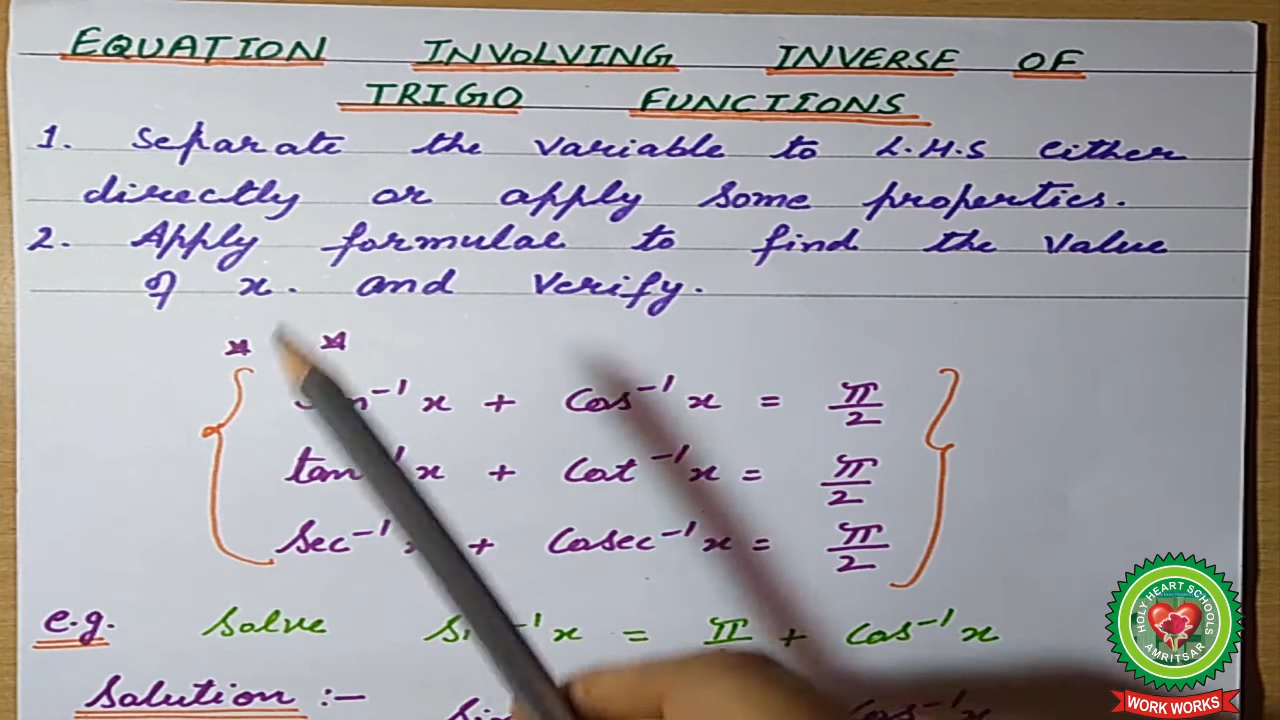 EQUATION INVOLVING INVERSE OF
TRIGO FUNCTIONS
1. Separate the variable to L.H.S either
directly or apply some properties.
2. Apply formulae to find the value
of x. and verify.
⁻¹ x + Cos⁻¹ x = π/2
tan⁻¹ x + Cot⁻¹ x = π/2
Sec⁻¹ x + Cosec⁻¹ x = π/2
e.g. Solve ⁻¹ x = π + Cos⁻¹ x
Solution :-
HOLY HEART SCHOOLS
AMRITSAR
WORK WORKS